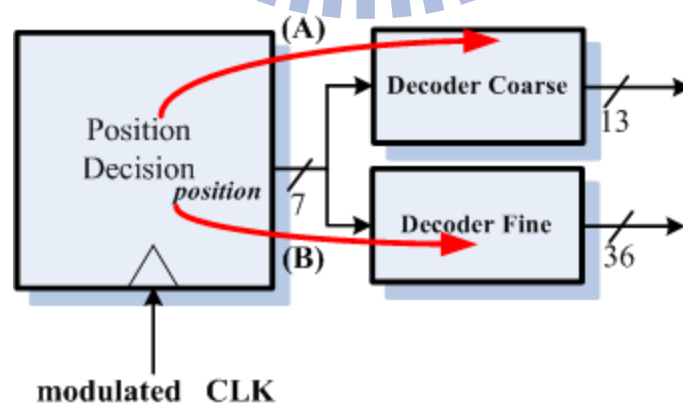 (A)
Decoder Coarse
13
Position
Decision
position
7
Decoder Fine
36
(B)
modulated CLK